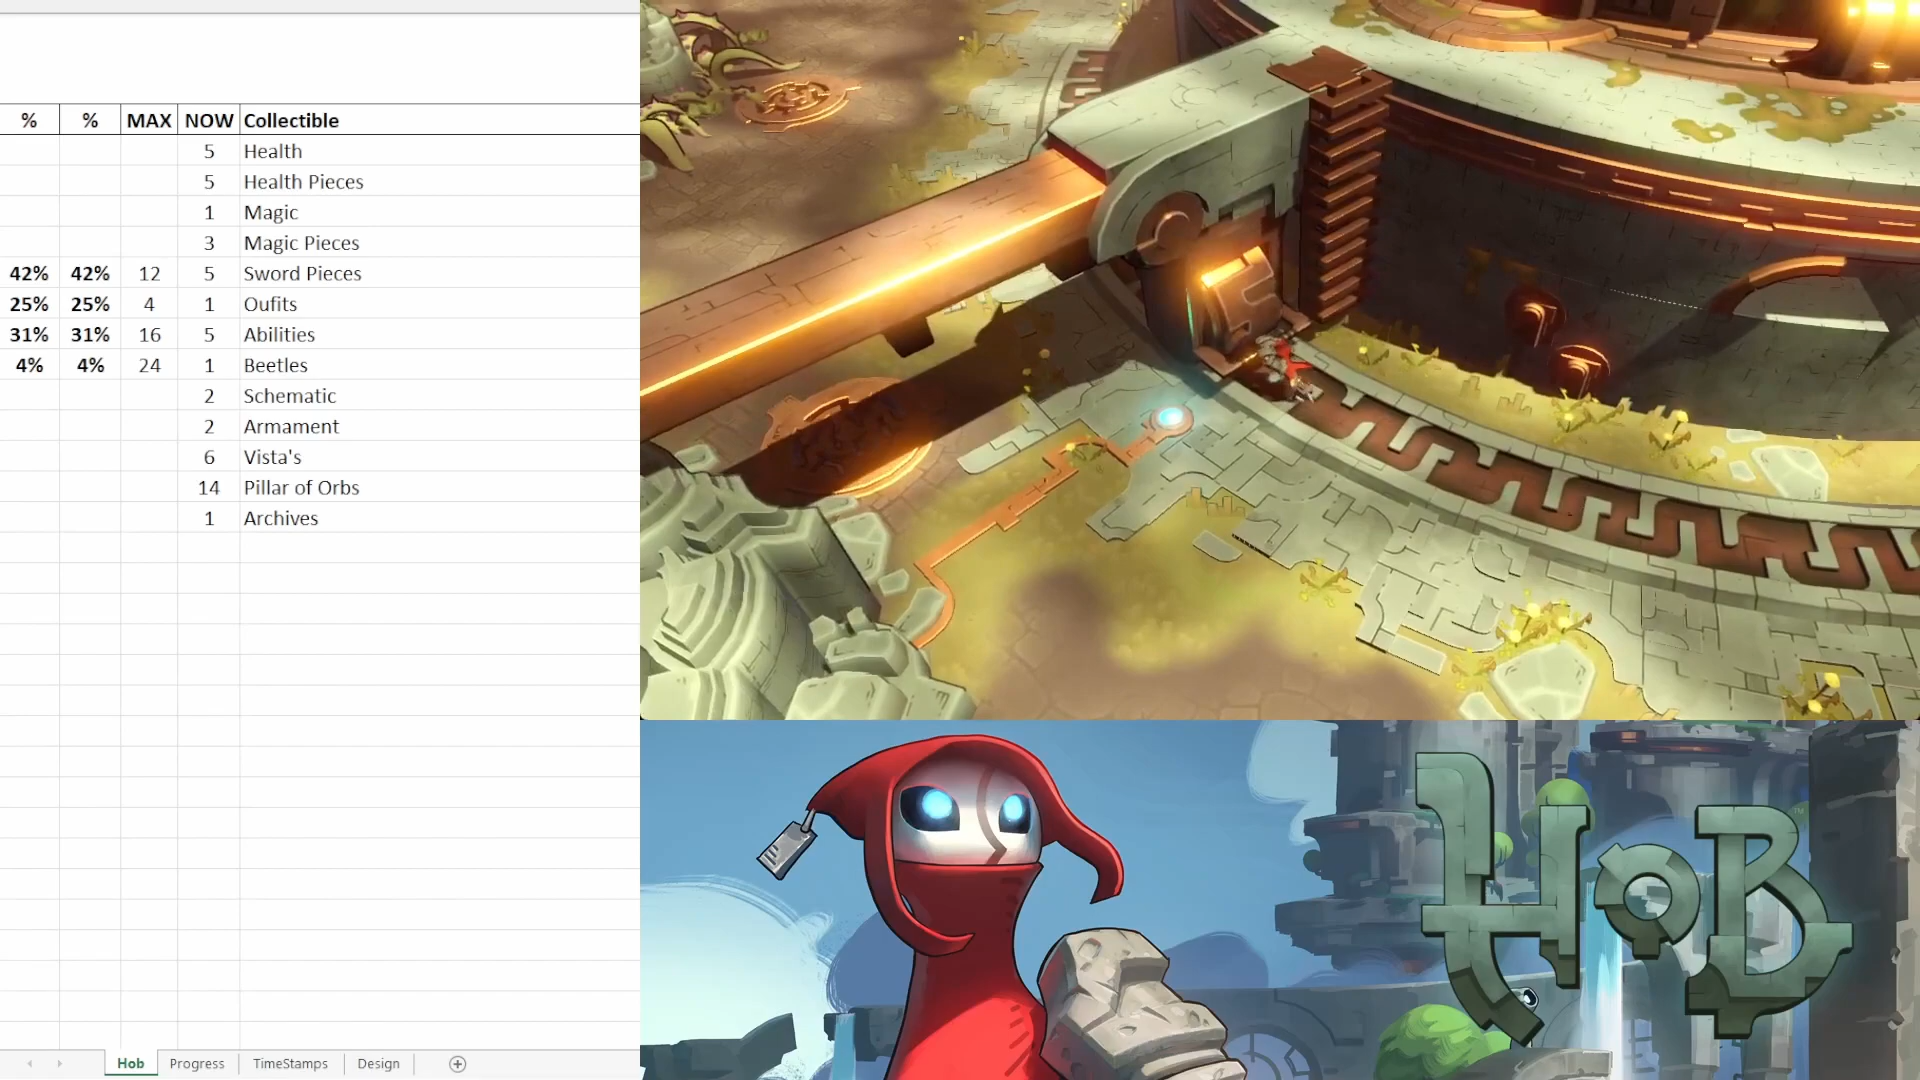 % % MAX NOW Collectible
5 Health
5 Health Pieces
1 Magic
3 Magic Pieces
42% 42% 12 5 Sword Pieces
25% 25% 4 1 Oufits
31% 31% 16 5 Abilities
4% 4% 24 1 Beetles
2 Schematic
2 Armament
6 Vista's
14 Pillar of Orbs
1 Archives
Hob Progress TimeStamps Design
HOB
TM